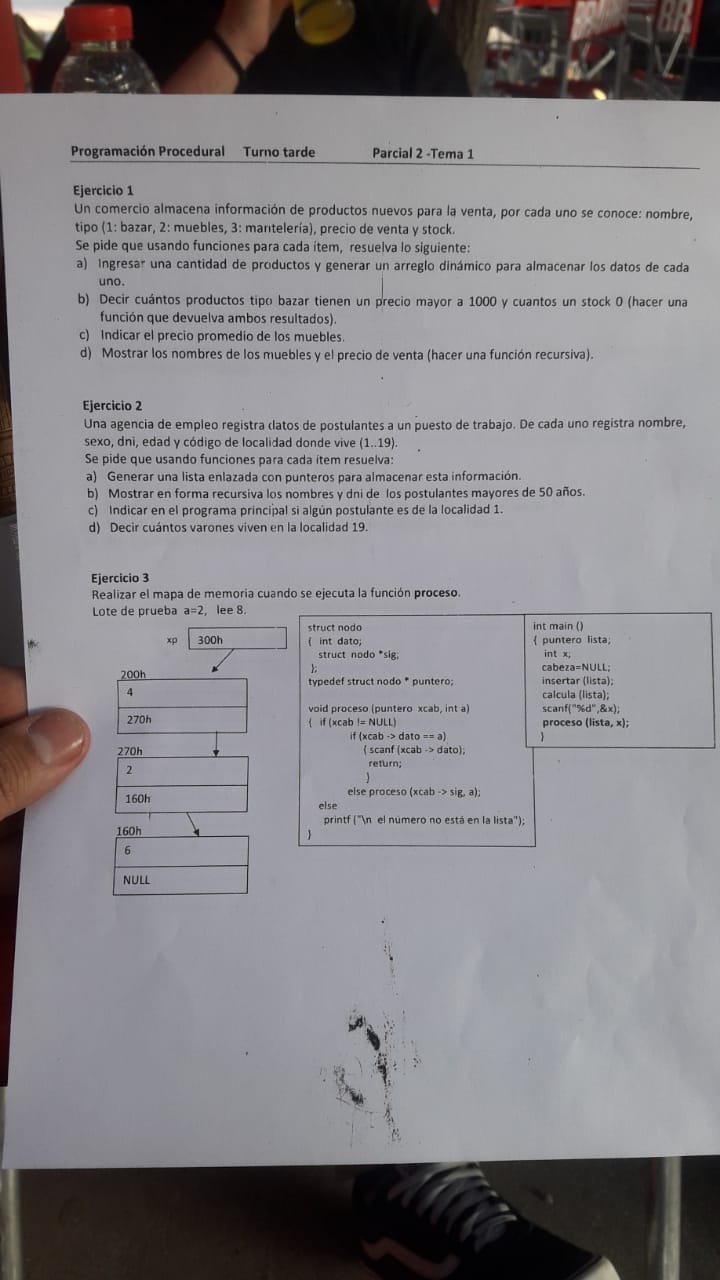 BR
Programación Procedural Turno tarde Parcial 2 -Tema 1
Ejercicio 1
Un comercio almacena información de productos nuevos para la venta, por cada uno se conoce: nombre,
tipo (1: bazar, 2: muebles, 3: mantelería), precio de venta y stock.
Se pide que usando funciones para cada ítem, resuelva lo siguiente:
a) Ingresar una cantidad de productos y generar un arreglo dinámico para almacenar los datos de cada
uno.
b) Decir cuántos productos tipo bazar tienen un precio mayor a 1000 y cuantos un stock 0 (hacer una
función que devuelva ambos resultados).
c) Indicar el precio promedio de los muebles.
d) Mostrar los nombres de los muebles y el precio de venta (hacer una función recursiva).
Ejercicio 2
Una agencia de empleo registra datos de postulantes a un puesto de trabajo. De cada uno registra nombre,
sexo, dni, edad y código de localidad donde vive (1..19).
Se pide que usando funciones para cada ítem resuelva:
a) Generar una lista enlazada con punteros para almacenar esta información.
b) Mostrar en forma recursiva los nombres y dni de los postulantes mayores de 50 años.
c) Indicar en el programa principal si algún postulante es de la localidad 1.
d) Decir cuántos varones viven en la localidad 19.
Ejercicio 3
Realizar el mapa de memoria cuando se ejecuta la función proceso.
Lote de prueba a=2, lee 8.
xp 300h
200h
4
270h
270h
2
160h
160h
6
NULL
struct nodo
{ int dato;
struct nodo *sig;
};
typedef struct nodo * puntero;
void proceso (puntero xcab, int a)
{ if (xcab != NULL)
if (xcab -> dato == a)
{ scanf (xcab -> dato);
return;
}
else proceso (xcab -> sig, a);
else
printf ("\n el número no está en la lista");
}
int main ()
{ puntero lista;
int x;
cabeza=NULL;
insertar (lista);
calcula (lista);
scanf("%d",&x);
proceso (lista, x);
}